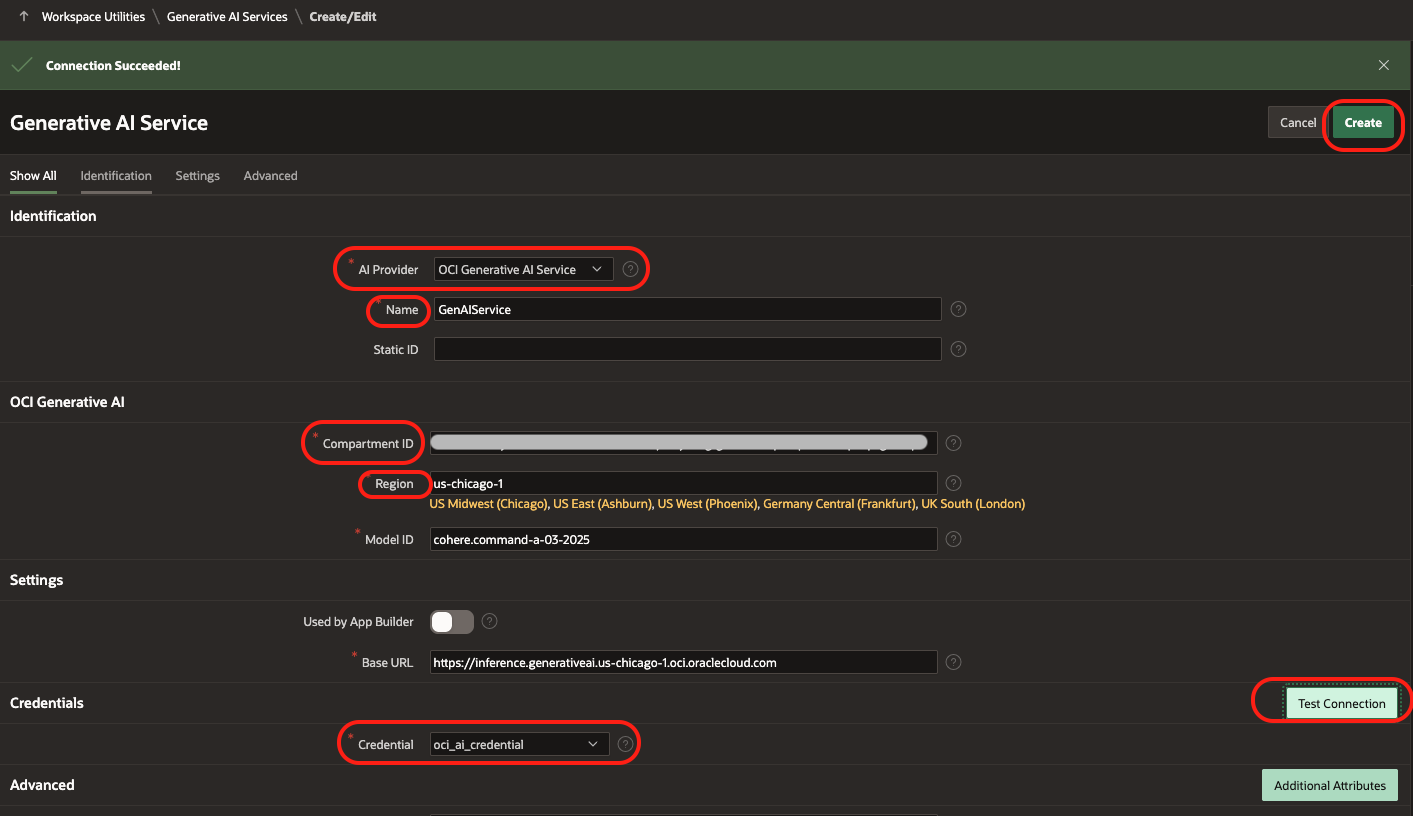 Workspace Utilities \ Generative AI Services \ Create/Edit
Connection Succeeded!
Generative AI Service
Cancel
Create
Show All
Identification
Settings
Advanced
Identification
* AI Provider
OCI Generative AI Service
?
* Name
GenAIService
?
Static ID
?
OCI Generative AI
* Compartment ID
?
* Region
us-chicago-1
?
US Midwest (Chicago), US East (Ashburn), US West (Phoenix), Germany Central (Frankfurt), UK South (London)
* Model ID
cohere.command-a-03-2025
?
Settings
Used by App Builder
?
* Base URL
https://inference.generativeai.us-chicago-1.oci.oraclecloud.com
?
Credentials
Test Connection
* Credential
oci_ai_credential
?
Advanced
Additional Attributes